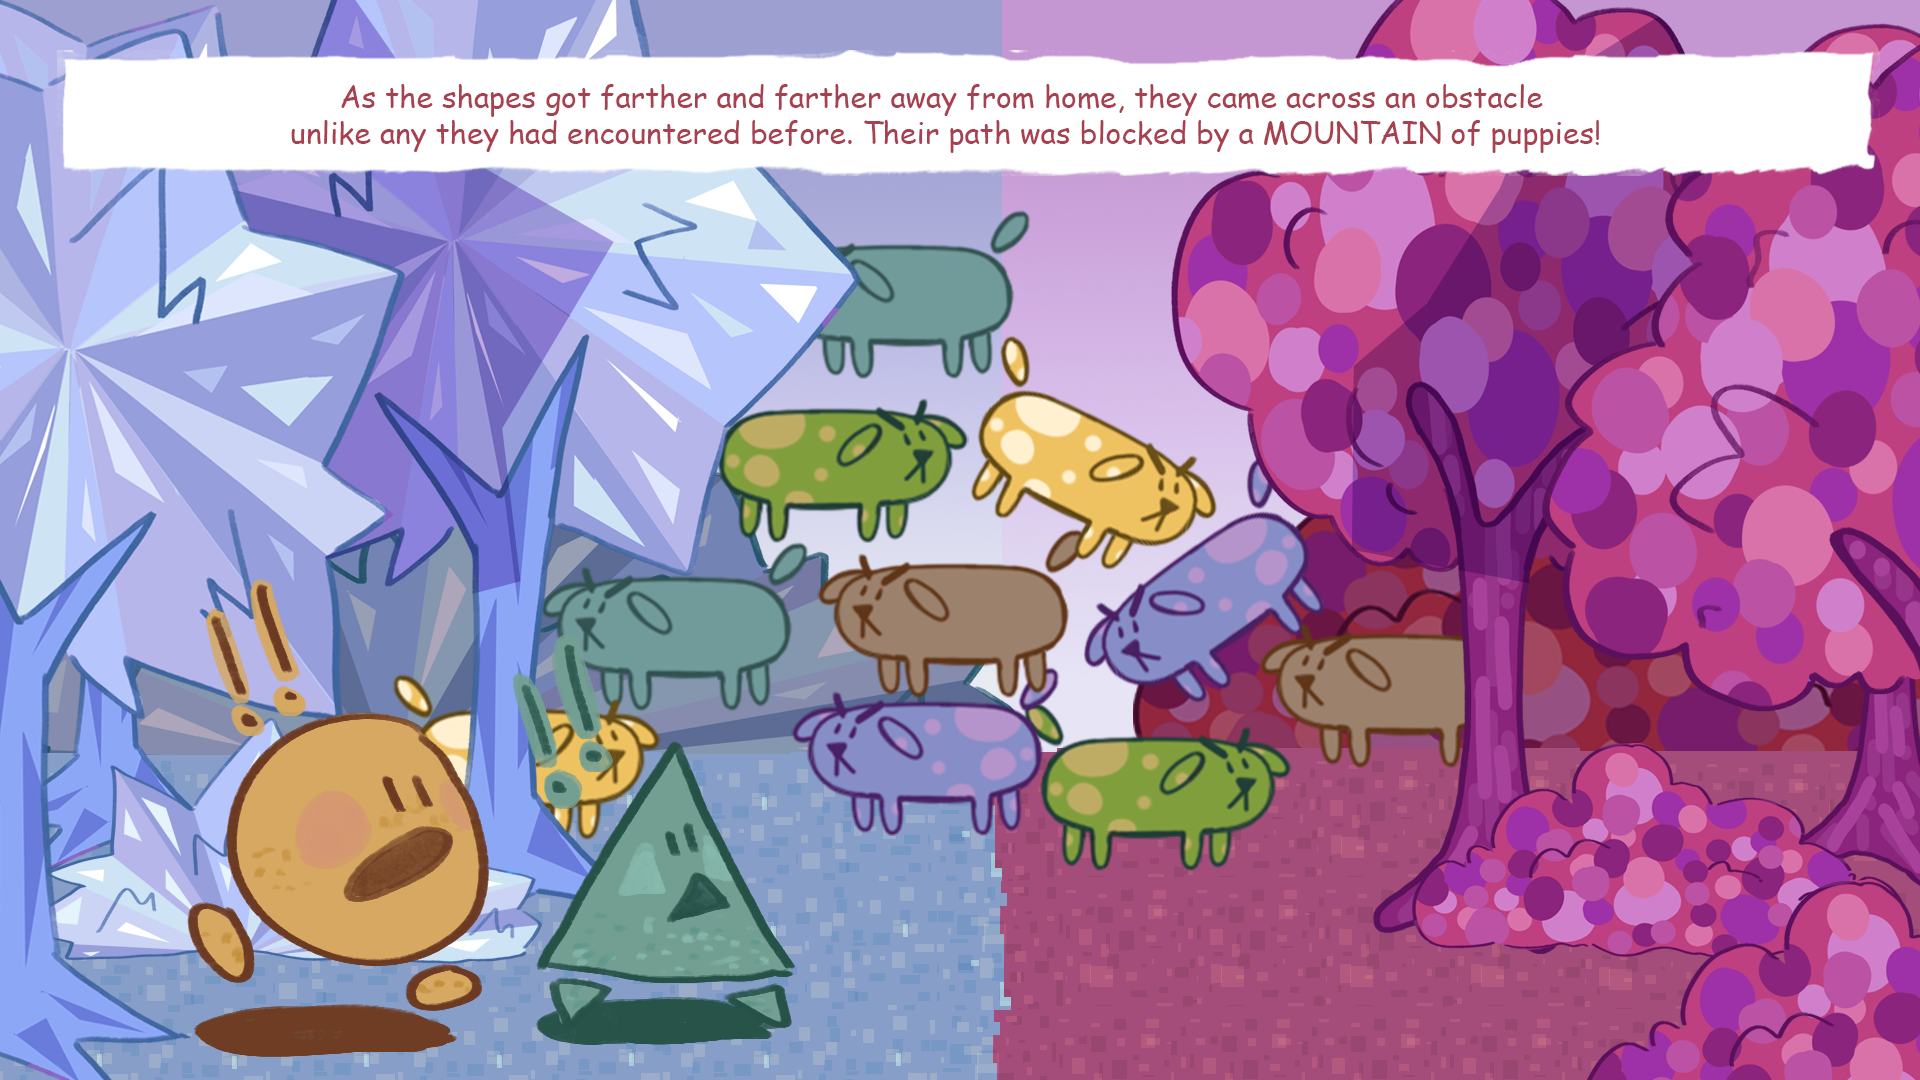 As the shapes got farther and farther away from home, they came across an obstacle
unlike any they had encountered before. Their path was blocked by a MOUNTAIN of puppies!